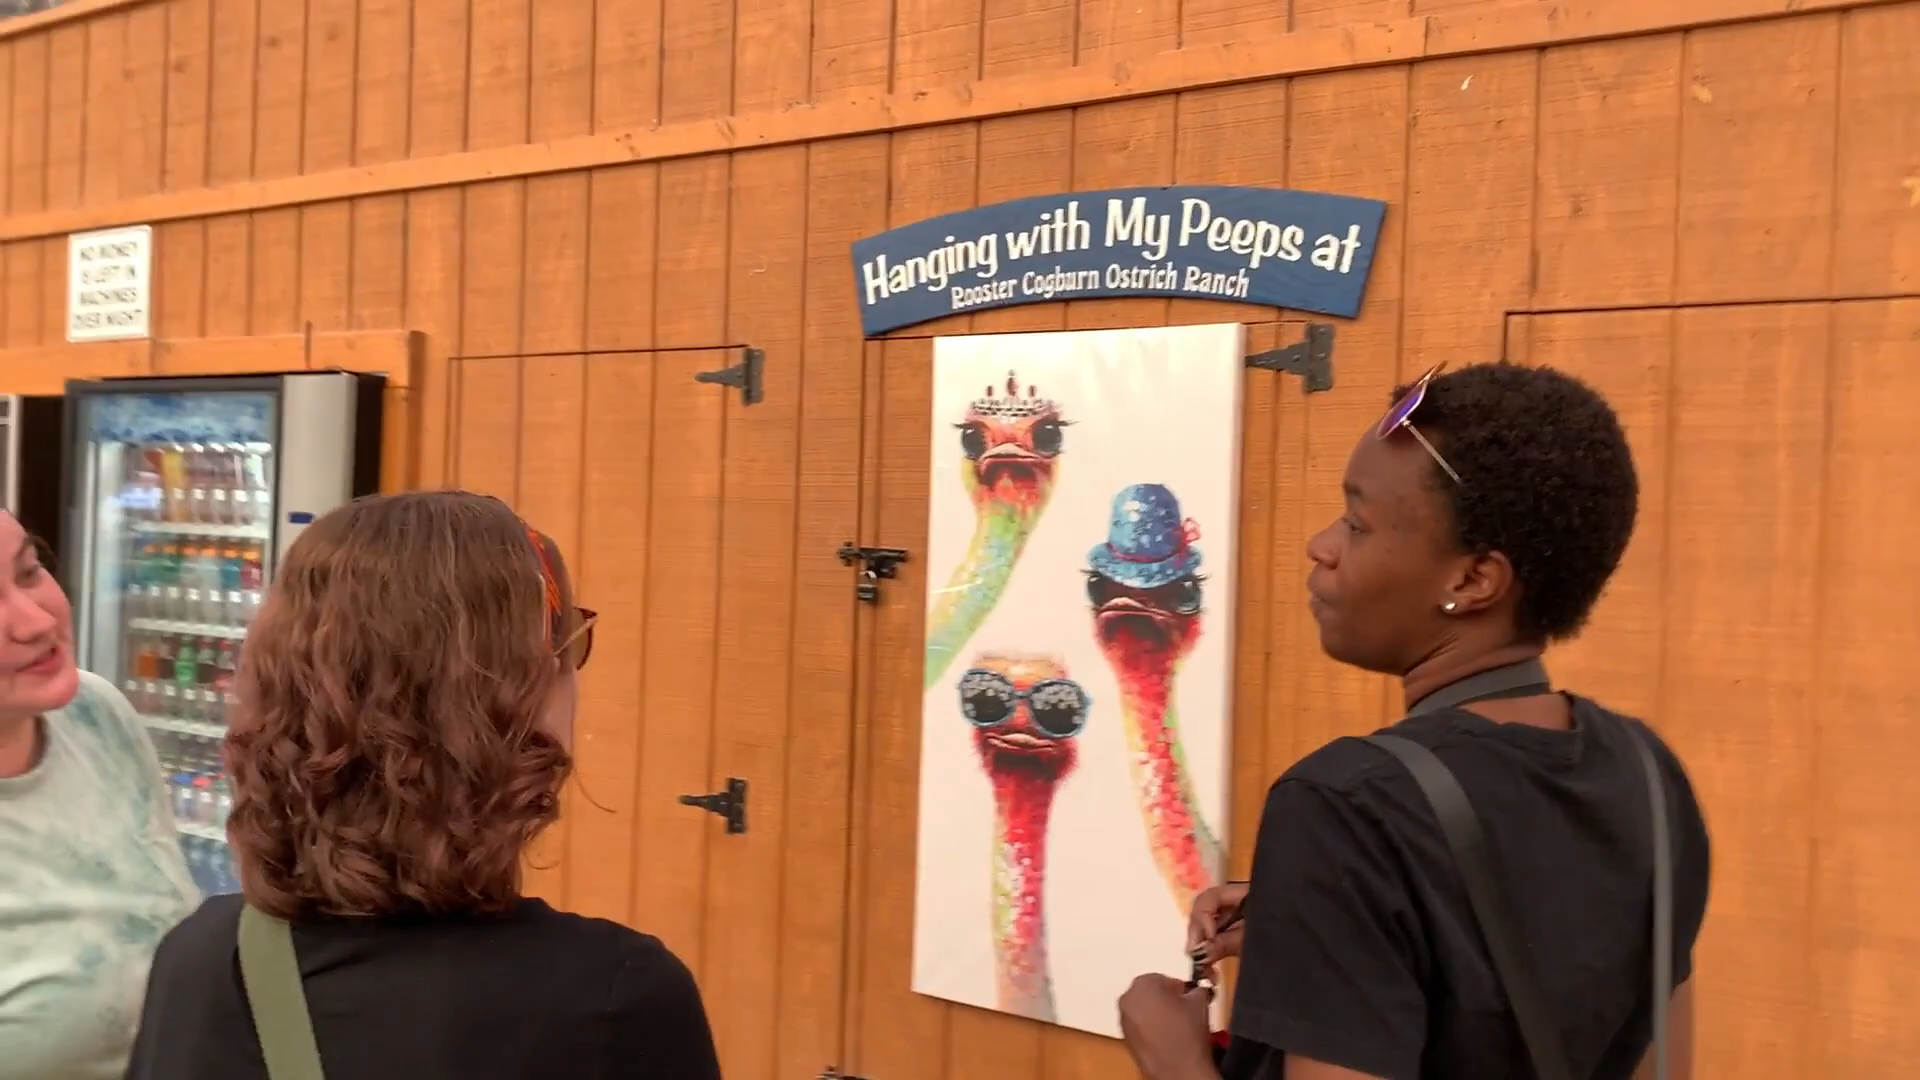 NO MONEY
IS LEFT IN
MACHINES
OVER NIGHT
Hanging with My Peeps at
Rooster Cogburn Ostrich Ranch